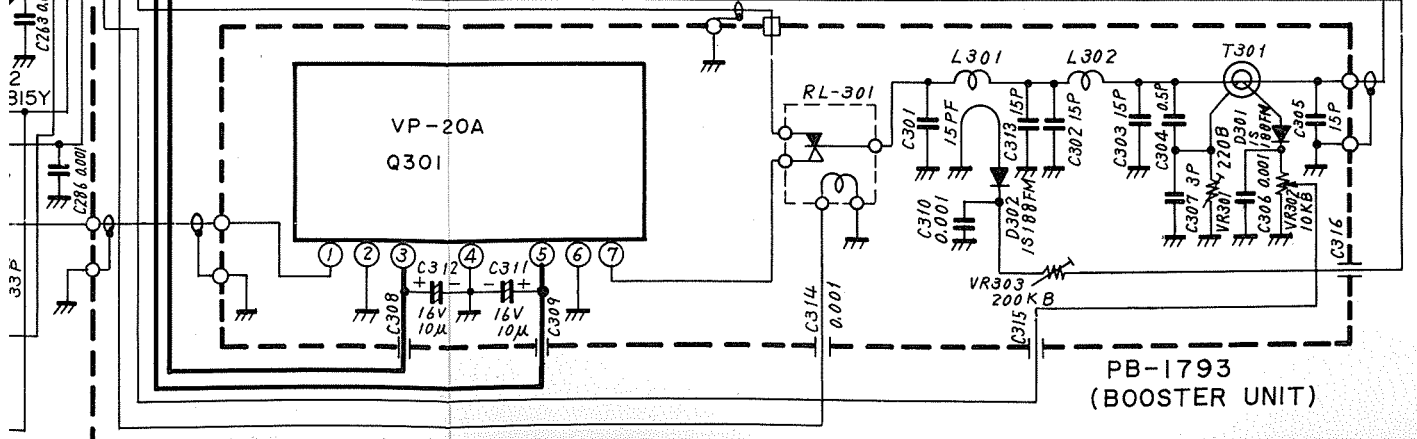 C263 0.
2
315Y
C286 0.001
33P
VP-20A
Q301
1
2
3
4
5
6
7
C312
C311
+
-
-
+
16V
10μ
16V
10μ
C308
C309
RL-301
C314
0.001
L301
L302
T301
C301
15PF
C313 15P
C302 15P
C303 15P
C304 0.5P
D301
1S
188FM
C305
15P
C310
0.001
D302
1S188FM
C307 3P
VR301
220B
C306 0.001
VR302
10KB
C316
VR303
200KB
C315
PB-1793
(BOOSTER UNIT)